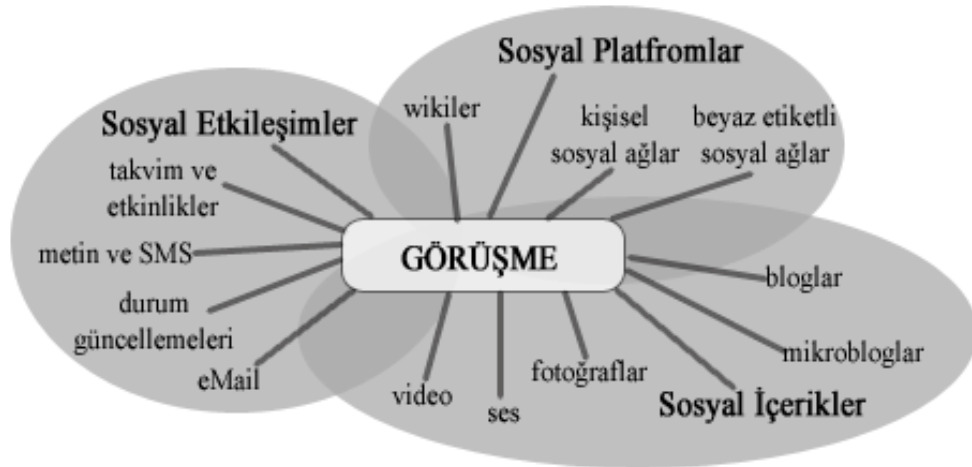 Sosyal Platfromlar
wikiler
kişisel
sosyal ağlar
beyaz etiketli
sosyal ağlar
Sosyal Etkileşimler
takvim ve
etkinlikler
metin ve SMS
durum
güncellemeleri
eMail
GÖRÜŞME
bloglar
mikrobloglar
Sosyal İçerikler
fotoğraflar
ses
video